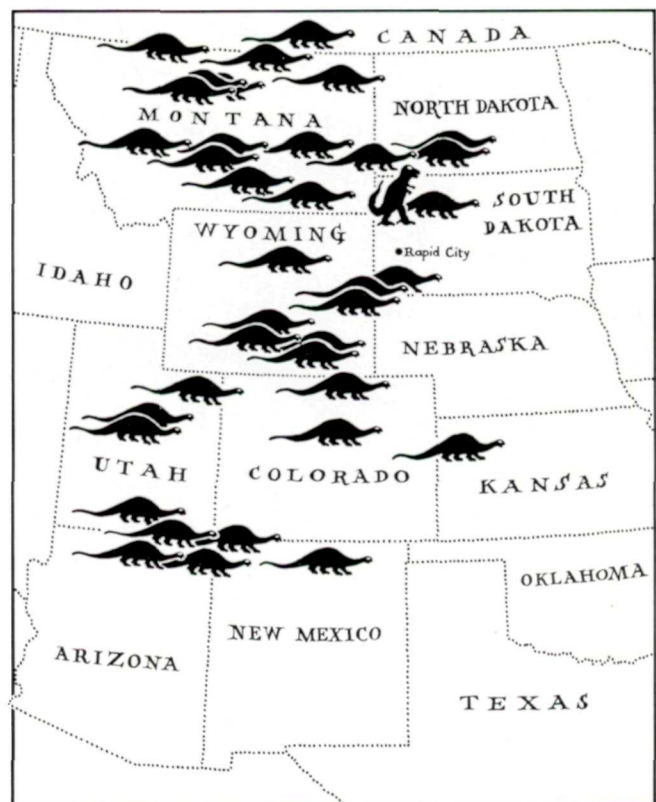 CANADA
MONTANA
NORTH DAKOTA
SOUTH
DAKOTA
WYOMING
Rapid City
IDAHO
NEBRASKA
UTAH
COLORADO
KANSAS
OKLAHOMA
NEW MEXICO
ARIZONA
TEXAS